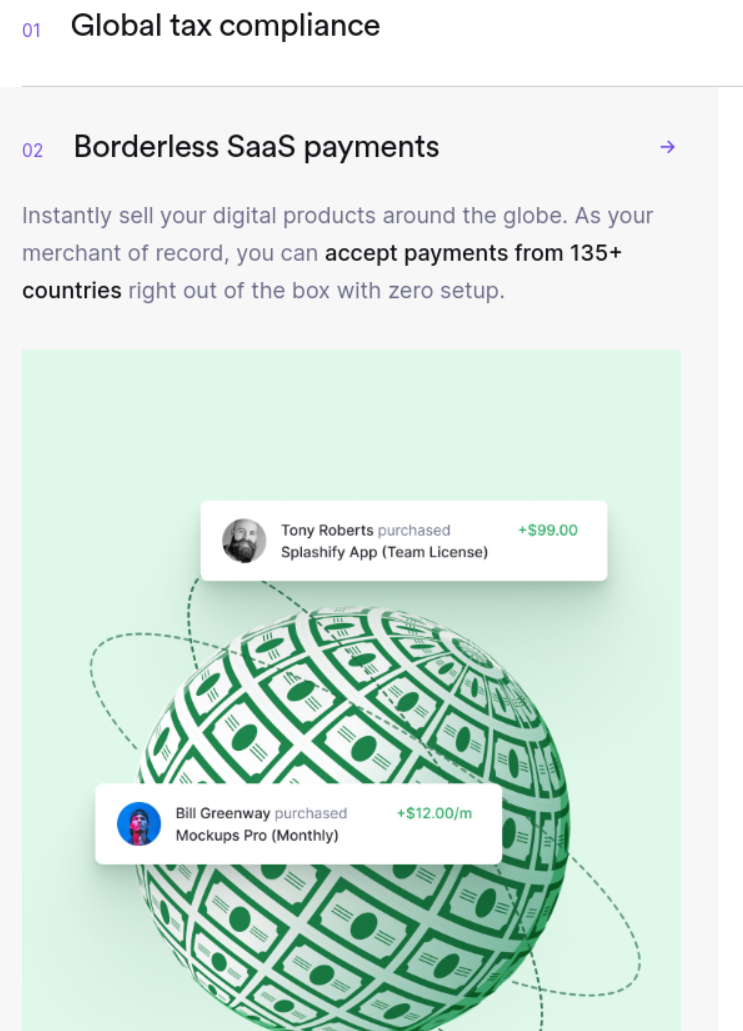 01 Global tax compliance
02 Borderless SaaS payments →
Instantly sell your digital products around the globe. As your
merchant of record, you can accept payments from 135+
countries right out of the box with zero setup.
Tony Roberts purchased +$99.00
Splashify App (Team License)
Bill Greenway purchased +$12.00/m
Mockups Pro (Monthly)